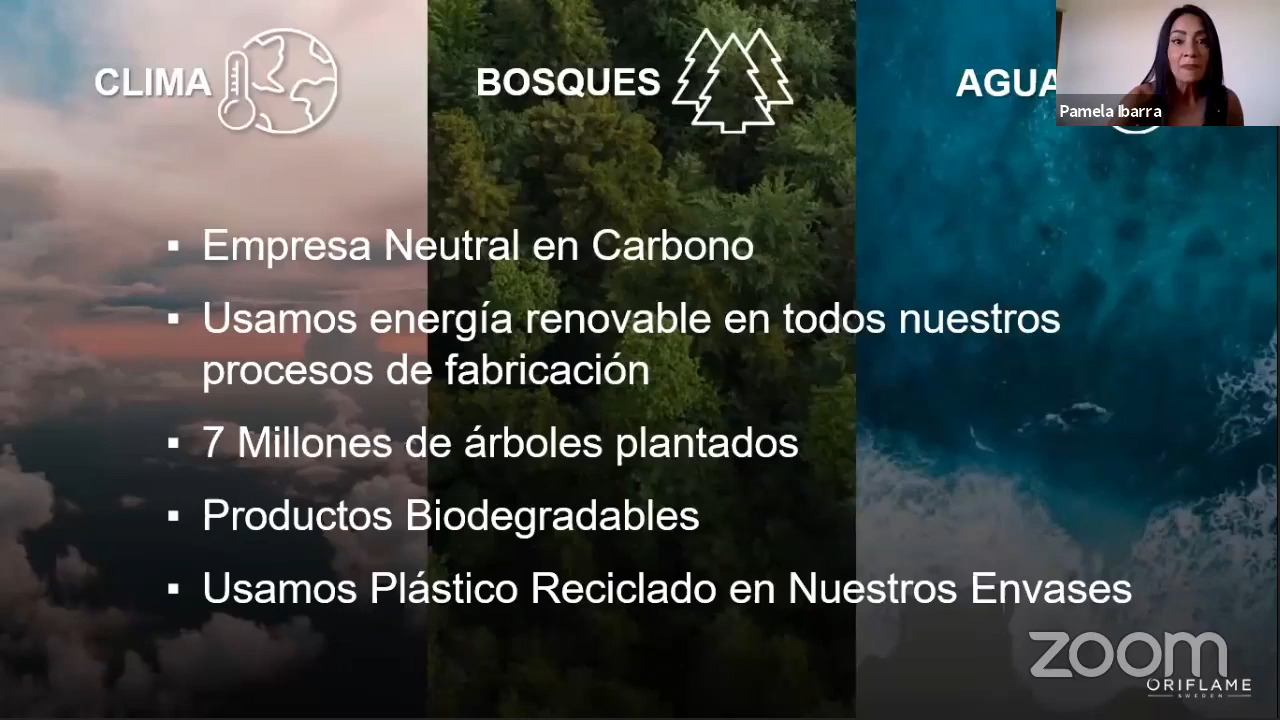 CLIMA
BOSQUES
AGUA
Pamela Ibarra
▪ Empresa Neutral en Carbono
▪ Usamos energía renovable en todos nuestros
procesos de fabricación
▪ 7 Millones de árboles plantados
▪ Productos Biodegradables
▪ Usamos Plástico Reciclado en Nuestros Envases
zoom
ORIFLAME
SWEDEN